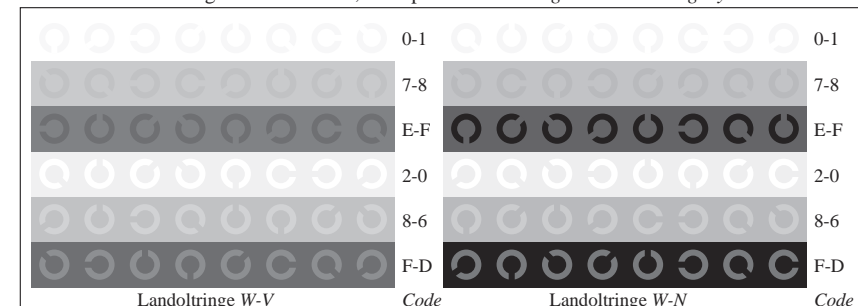 0-1 0-1
7-8 7-8
E-F E-F
2-0 2-0
8-6 8-6
F-D F-D
Landoltringe W-V Code Landoltringe W-N Code